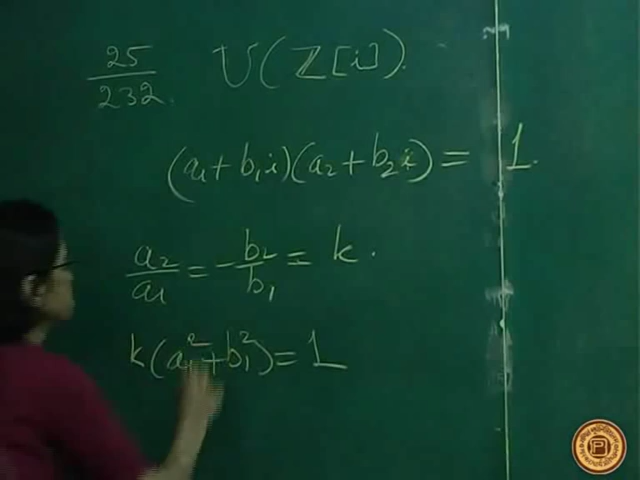 25/232. U(ℤ[i]).
(a₁ + b₁i)(a₂ + b₂i) = 1.
a₂/a₁ = -b₂/b₁ = k.
k(a₁² + b₁²) = 1